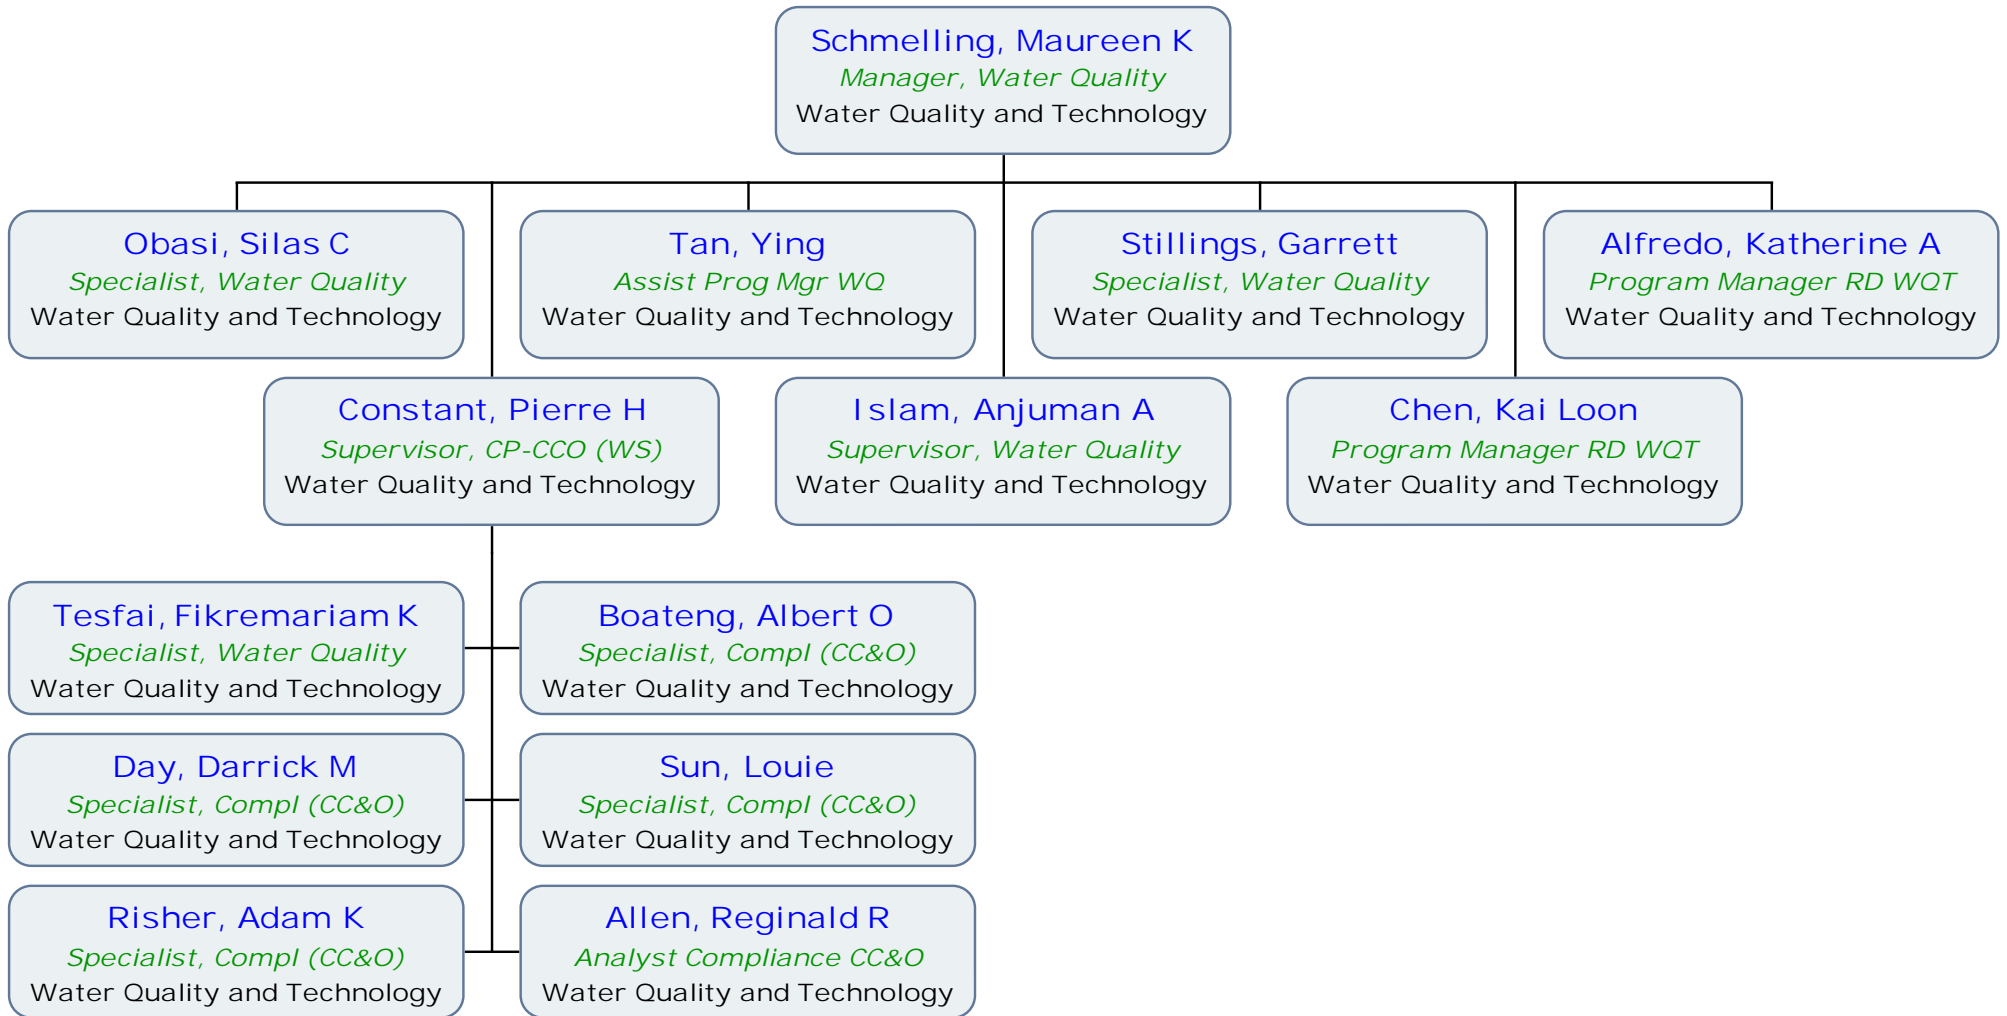 Schmelling, Maureen K
Manager, Water Quality
Water Quality and Technology
Obasi, Silas C
Specialist, Water Quality
Water Quality and Technology
Tan, Ying
Assist Prog Mgr WQ
Water Quality and Technology
Stillings, Garrett
Specialist, Water Quality
Water Quality and Technology
Alfredo, Katherine A
Program Manager RD WQT
Water Quality and Technology
Constant, Pierre H
Supervisor, CP-CCO (WS)
Water Quality and Technology
Islam, Anjuman A
Supervisor, Water Quality
Water Quality and Technology
Chen, Kai Loon
Program Manager RD WQT
Water Quality and Technology
Tesfai, Fikremariam K
Specialist, Water Quality
Water Quality and Technology
Boateng, Albert O
Specialist, Compl (CC&O)
Water Quality and Technology
Day, Darrick M
Specialist, Compl (CC&O)
Water Quality and Technology
Sun, Louie
Specialist, Compl (CC&O)
Water Quality and Technology
Risher, Adam K
Specialist, Compl (CC&O)
Water Quality and Technology
Allen, Reginald R
Analyst Compliance CC&O
Water Quality and Technology